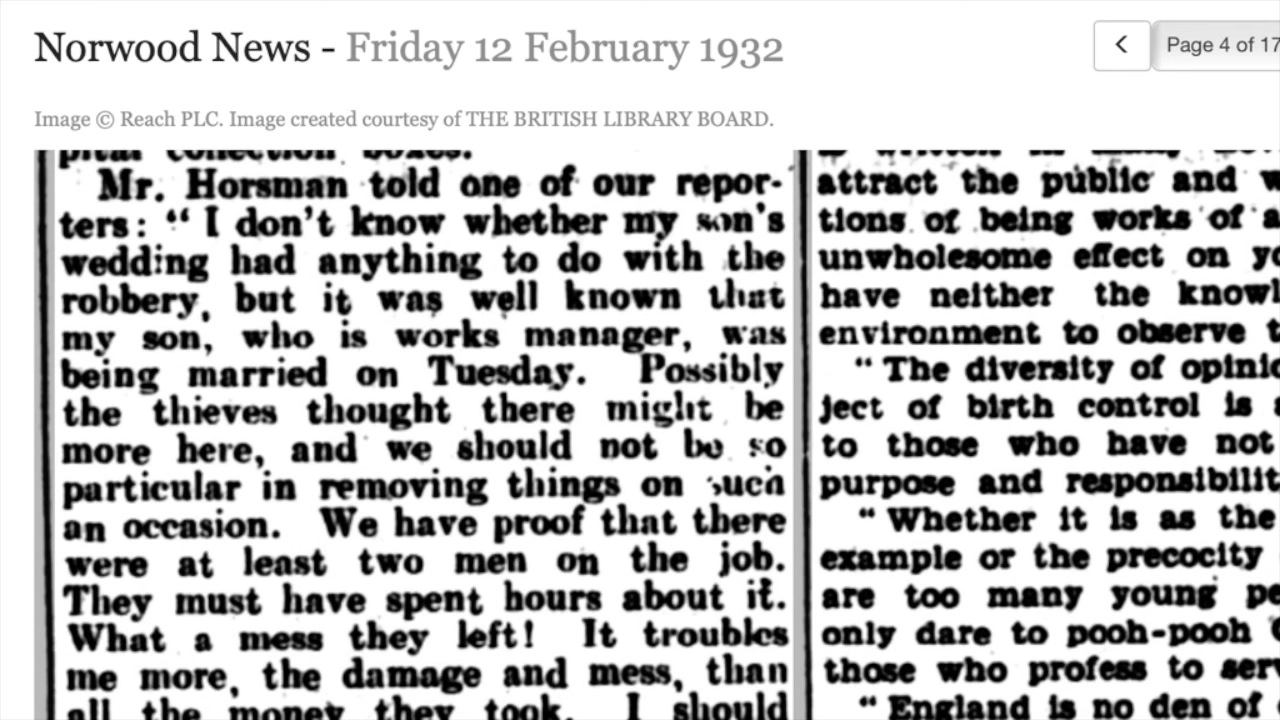 Norwood News - Friday 12 February 1932
Page 4 of 17
Image © Reach PLC. Image created courtesy of THE BRITISH LIBRARY BOARD.
pital collection boxes.
Mr. Horsman told one of our repor-
ters: "I don't know whether my son's
wedding had anything to do with the
robbery, but it was well known that
my son, who is works manager, was
being married on Tuesday. Possibly
the thieves thought there might be
more here, and we should not be so
particular in removing things on such
an occasion. We have proof that there
were at least two men on the job.
They must have spent hours about it.
What a mess they left! It troubles
me more, the damage and mess, than
all the money they took. I should
attract the public and
tions of being works of
unwholesome effect on
have neither the
environment to observe
"The diversity of
ject of birth control is
to those who have not
purpose and
"Whether it is as the
example or the precocity
are too many young
only dare to pooh-pooh
those who profess to
"England is no den of